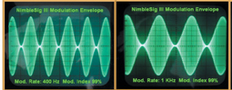 NimbleSig III Modulation Envelope
Mod. Rate: 400 Hz Mod. Index 99%
NimbleSig III Modulation Envelope
Mod. Rate: 1 KHz Mod. Index 99%